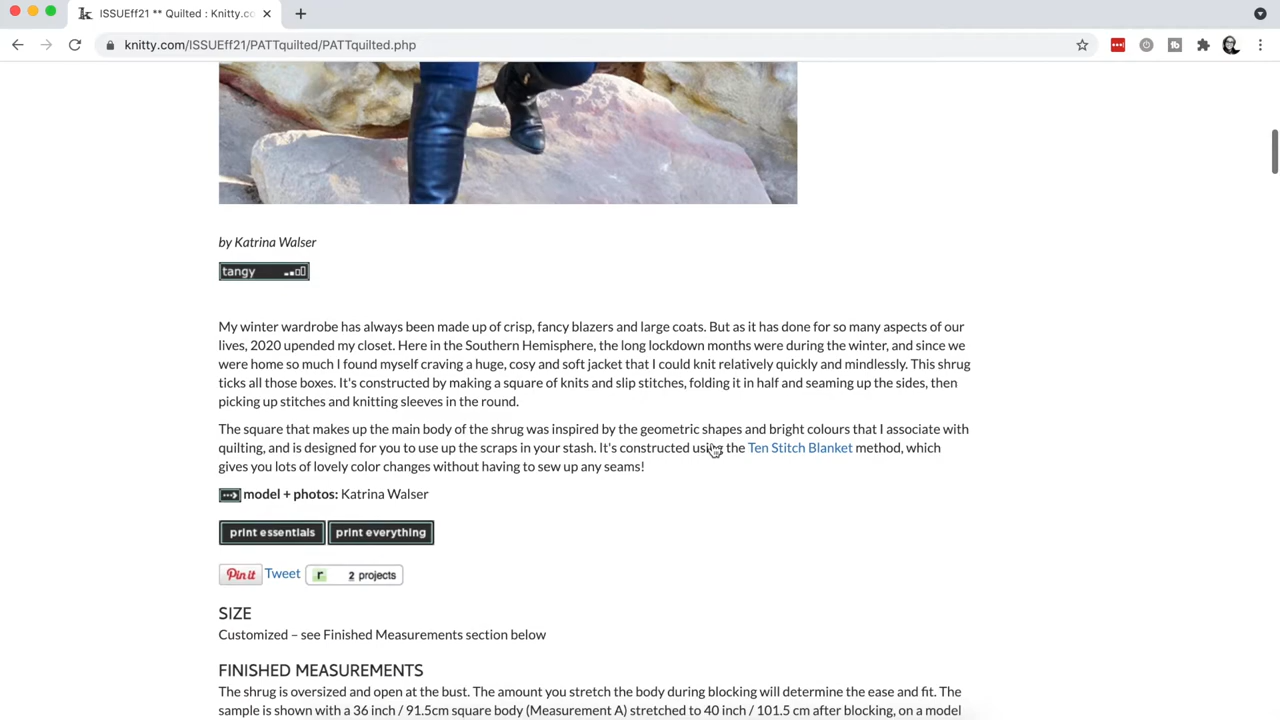 ISSUEff21 ** Quilted : Knitty.co
knitty.com/ISSUEff21/PATTquilted/PATTquilted.php
by Katrina Walser
tangy
My winter wardrobe has always been made up of crisp, fancy blazers and large coats. But as it has done for so many aspects of our
lives, 2020 upended my closet. Here in the Southern Hemisphere, the long lockdown months were during the winter, and since we
were home so much I found myself craving a huge, cosy and soft jacket that I could knit relatively quickly and mindlessly. This shrug
ticks all those boxes. It's constructed by making a square of knits and slip stitches, folding it in half and seaming up the sides, then
picking up stitches and knitting sleeves in the round.
The square that makes up the main body of the shrug was inspired by the geometric shapes and bright colours that I associate with
quilting, and is designed for you to use up the scraps in your stash. It's constructed using the Ten Stitch Blanket method, which
gives you lots of lovely color changes without having to sew up any seams!
model + photos: Katrina Walser
print essentials print everything
Pin it Tweet r 2 projects
SIZE
Customized – see Finished Measurements section below
FINISHED MEASUREMENTS
The shrug is oversized and open at the bust. The amount you stretch the body during blocking will determine the ease and fit. The
sample is shown with a 36 inch / 91.5cm square body (Measurement A) stretched to 40 inch / 101.5 cm after blocking, on a model